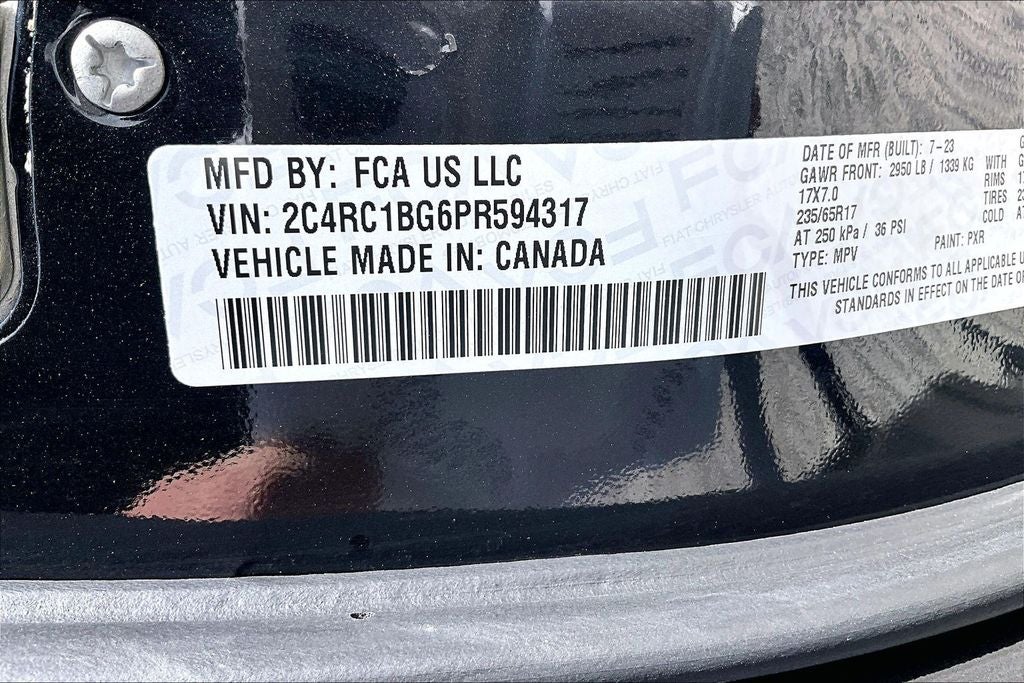 MFD BY: FCA US LLC
VIN: 2C4RC1BG6PR594317
VEHICLE MADE IN: CANADA
DATE OF MFR (BUILT): 7-23
GAWR FRONT: 2950 LB / 1339 KG
17X7.0
235/65R17
AT 250 kPa / 36 PSI
TYPE: MPV
PAINT: PXR
WITH
RIMS
TIRES
COLD
THIS VEHICLE CONFORMS TO ALL APPLICABLE
STANDARDS IN EFFECT ON THE DATE OF